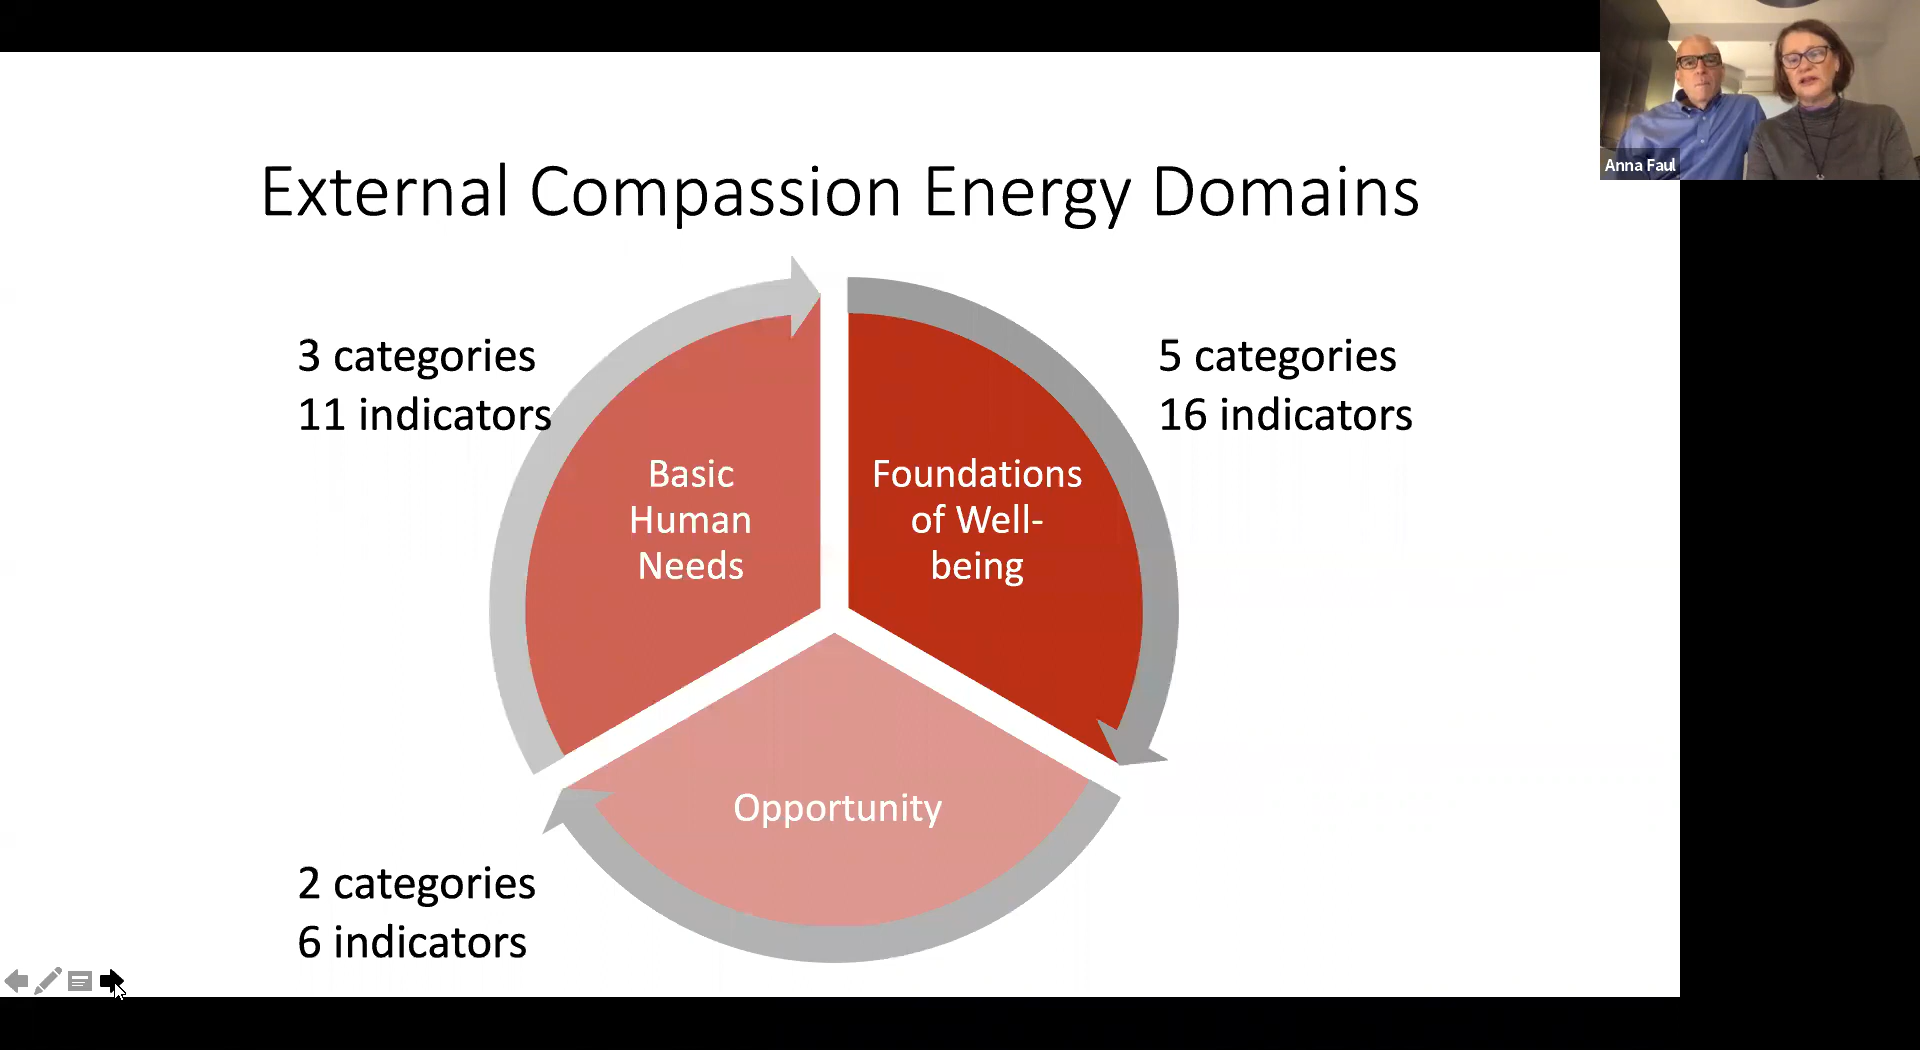 External Compassion Energy Domains
3 categories
11 indicators
5 categories
16 indicators
Basic
Human
Needs
Foundations
of Well-
being
Opportunity
2 categories
6 indicators
Anna Faul